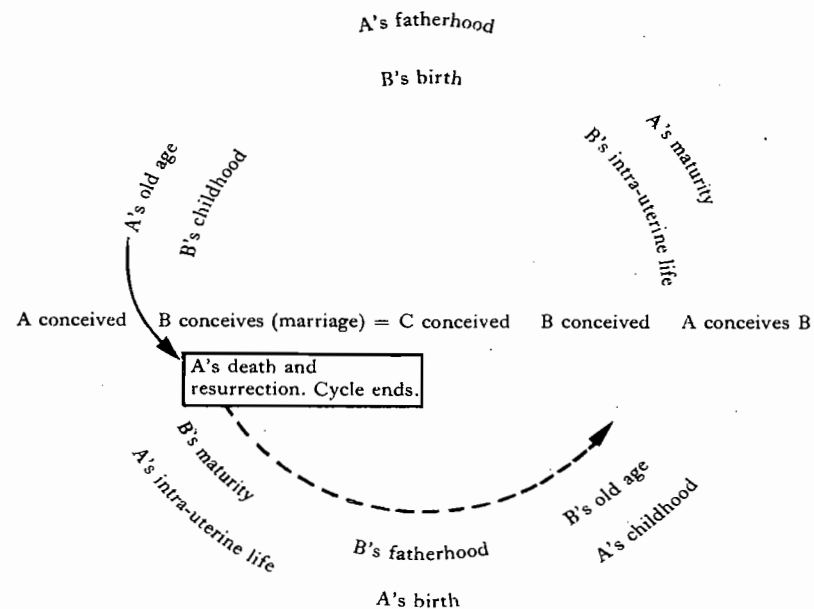 A's fatherhood
B's birth
A's maturity
B's intra-uterine life
A's old age
B's childhood
A conceived B conceives (marriage) = C conceived B conceived A conceives B
A's death and
resurrection. Cycle ends.
B's maturity
A's intra-uterine life
B's old age
A's childhood
B's fatherhood
A's birth